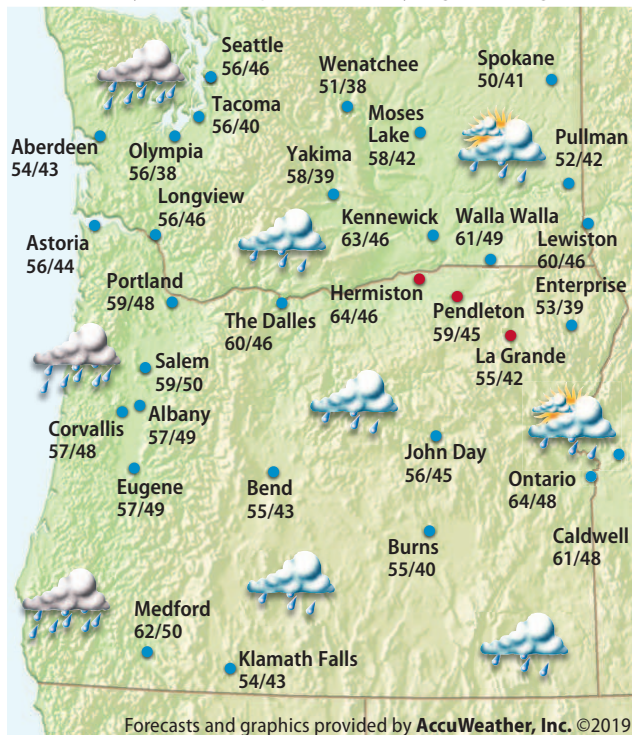 Seattle
56/46
Wenatchee
51/38
Spokane
50/41
Tacoma
56/40
Moses
Lake
58/42
Aberdeen
54/43
Olympia
56/38
Yakima
58/39
Pullman
52/42
Longview
56/46
Kennewick
63/46
Walla Walla
61/49
Lewiston
60/46
Astoria
56/44
Portland
59/48
The Dalles
60/46
Hermiston
64/46
Pendleton
59/45
Enterprise
53/39
La Grande
55/42
Salem
59/50
Albany
57/49
Corvallis
57/48
John Day
56/45
Ontario
64/48
Eugene
57/49
Bend
55/43
Burns
55/40
Caldwell
61/48
Medford
62/50
Klamath Falls
54/43
Forecasts and graphics provided by AccuWeather, Inc. ©2019